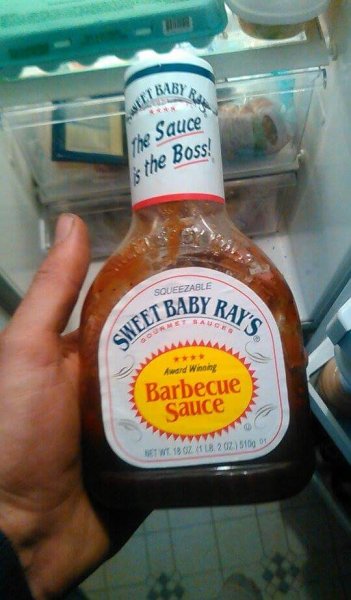 SWEET BABY RAY'S
The Sauce
is the Boss!
SQUEEZABLE
SWEET BABY RAY'S®
GOURMET SAUCES
Award Winning
Barbecue
Sauce
NET WT. 18 OZ. (1 LB. 2 OZ.) 510g